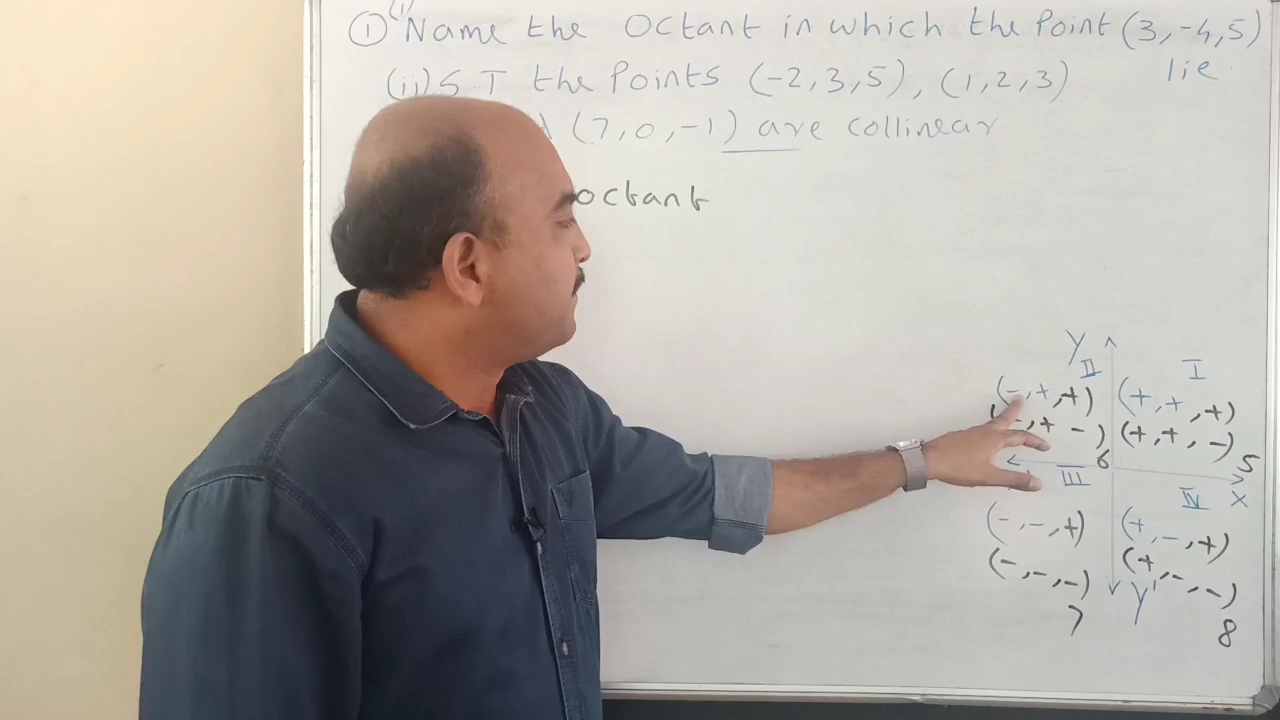 ① (i) Name the Octant in which the Point (3, -4, 5)
lie.
(ii) S.T the Points (-2, 3, 5), (1, 2, 3)
(7, 0, -1) are collinear
octant
Y
II I
(-, +, +) (+, +, +)
(-, + -) (+, +, -)
6 5
III IV X
(-, -, +) (+, -, +)
(-, -, -) (+, -, -)
Y'
7 8